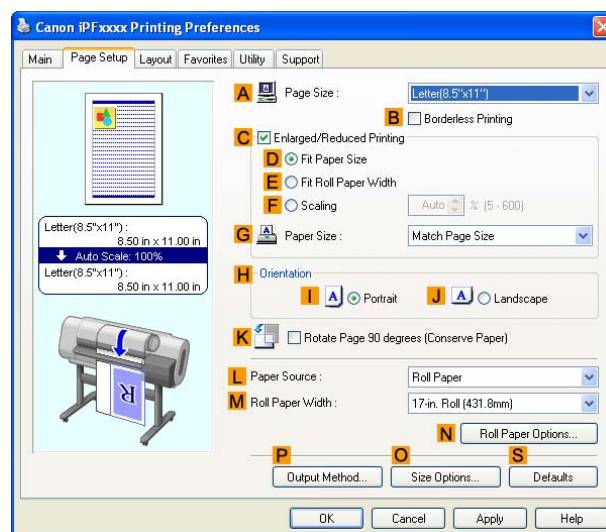 Canon iPFxxxx Printing Preferences
Main Page Setup Layout Favorites Utility Support
A Page Size : Letter(8.5"x11")
B Borderless Printing
C Enlarged/Reduced Printing
D Fit Paper Size
E Fit Roll Paper Width
F Scaling Auto % (5 - 600)
G Paper Size : Match Page Size
Letter(8.5"x11") :
8.50 in x 11.00 in
Auto Scale: 100%
Letter(8.5"x11") :
8.50 in x 11.00 in
H Orientation
I A Portrait J A Landscape
K Rotate Page 90 degrees (Conserve Paper)
R
L Paper Source : Roll Paper
M Roll Paper Width : 17-in. Roll (431.8mm)
N Roll Paper Options...
P O S
Output Method... Size Options... Defaults
OK Cancel Apply Help